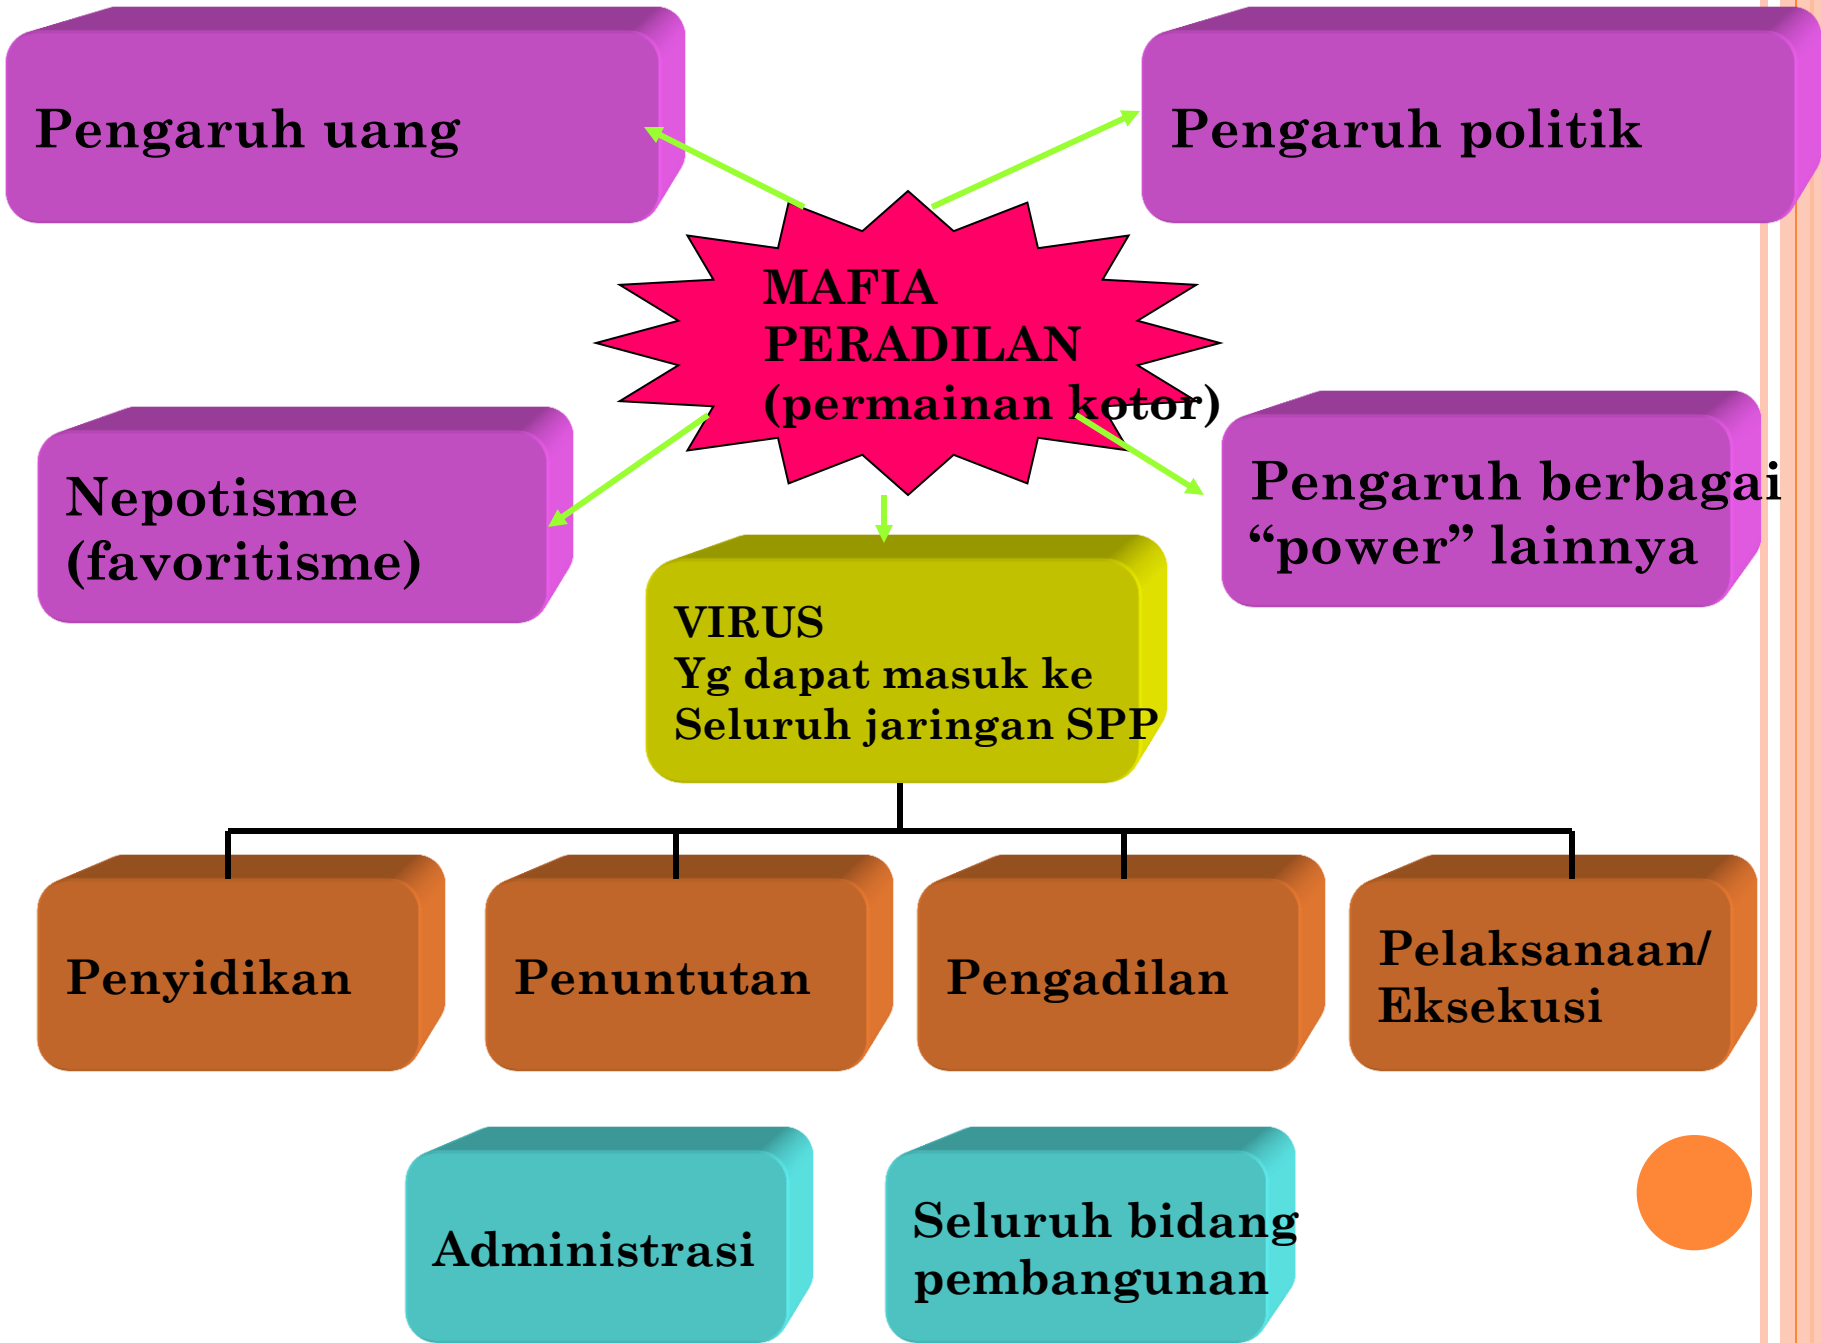 Pengaruh uang
Pengaruh politik
MAFIA
PERADILAN
(permainan kotor)
Nepotisme
(favoritisme)
Pengaruh berbagai
“power” lainnya
VIRUS
Yg dapat masuk ke
Seluruh jaringan SPP
Penyidikan
Penuntutan
Pengadilan
Pelaksanaan/
Eksekusi
Administrasi
Seluruh bidang
pembangunan